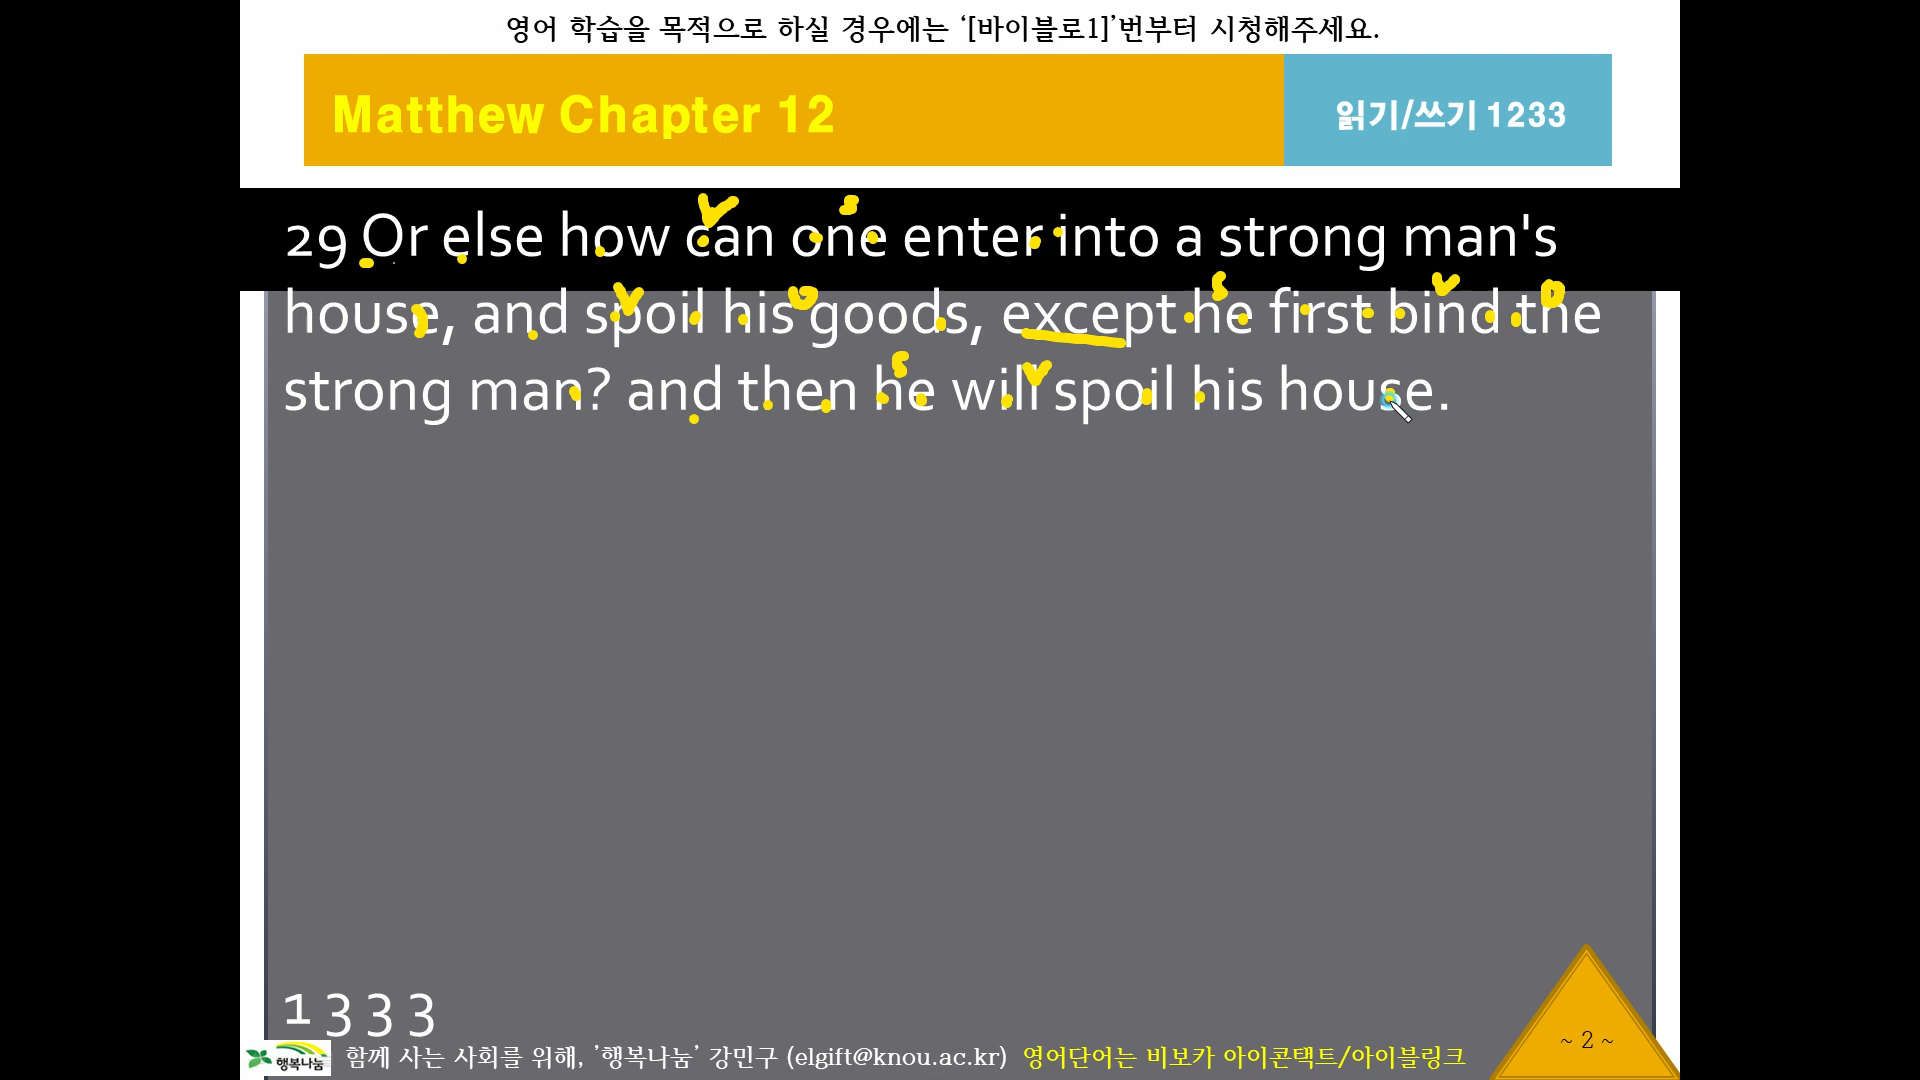 영어 학습을 목적으로 하실 경우에는 ‘[바이블로1]’번부터 시청해주세요.
Matthew Chapter 12
읽기/쓰기 1233
29 Or else how can one enter into a strong man's
house, and spoil his goods, except he first bind the
strong man? and then he will spoil his house.
1 3 3 3
행복나눔 함께 사는 사회를 위해, ’행복나눔’ 강민구 (elgift@knou.ac.kr) 영어단어는 비보카 아이콘택트/아이블링크
~ 2 ~